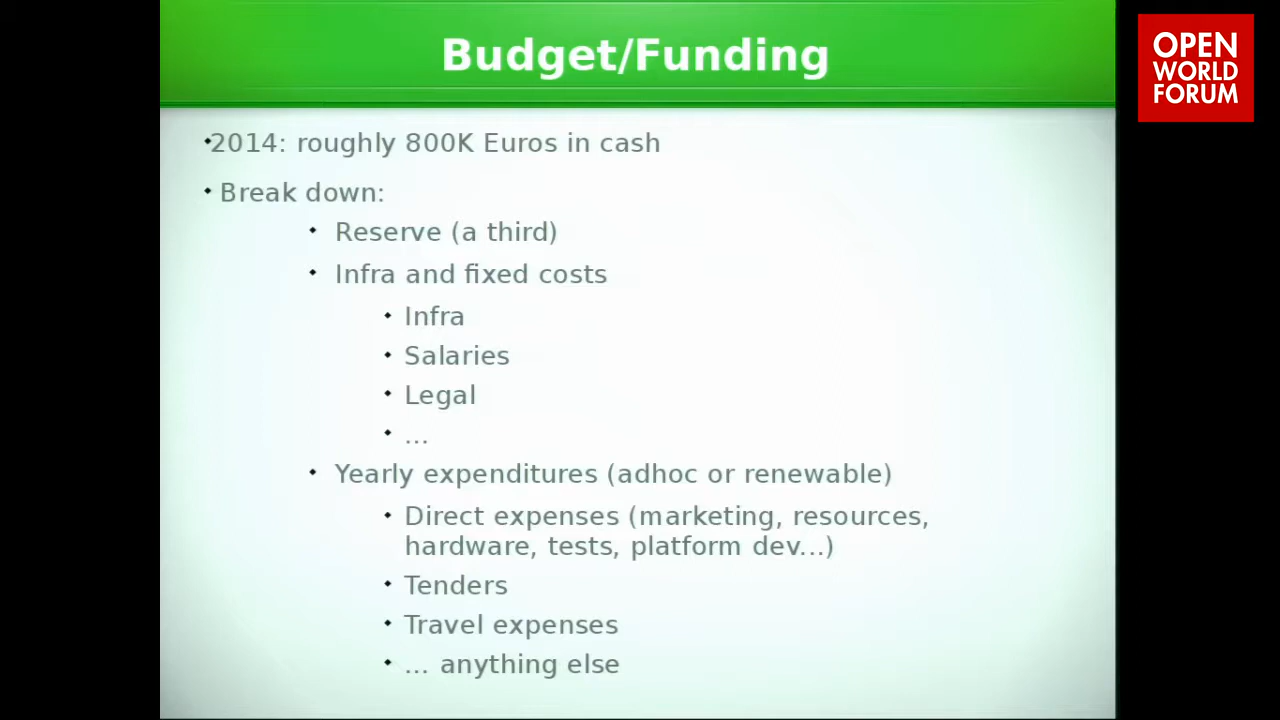 Budget/Funding
OPEN
WORLD
FORUM
2014: roughly 800K Euros in cash
Break down:
Reserve (a third)
Infra and fixed costs
Infra
Salaries
Legal
...
Yearly expenditures (adhoc or renewable)
Direct expenses (marketing, resources,
hardware, tests, platform dev...)
Tenders
Travel expenses
... anything else